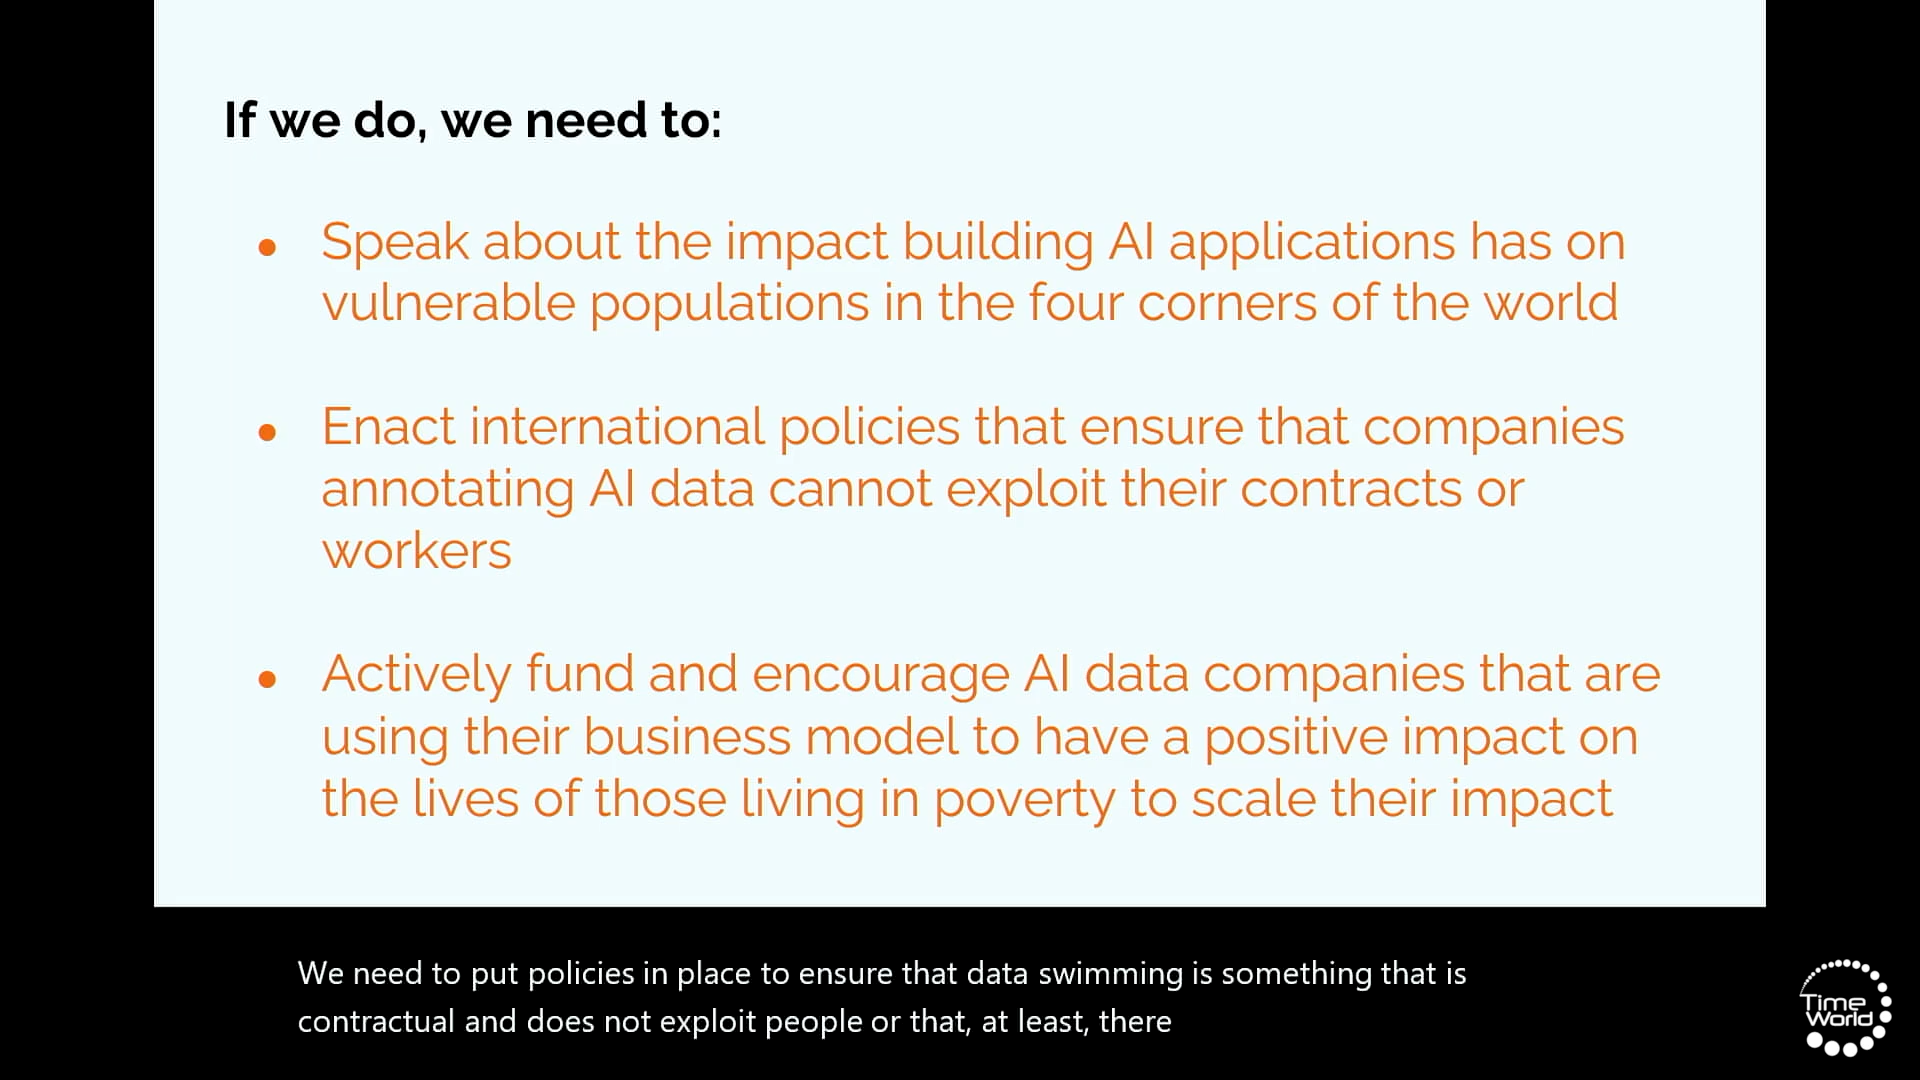 If we do, we need to:
● Speak about the impact building AI applications has on
vulnerable populations in the four corners of the world
● Enact international policies that ensure that companies
annotating AI data cannot exploit their contracts or
workers
● Actively fund and encourage AI data companies that are
using their business model to have a positive impact on
the lives of those living in poverty to scale their impact
We need to put policies in place to ensure that data swimming is something that is
contractual and does not exploit people or that, at least, there
Time
World